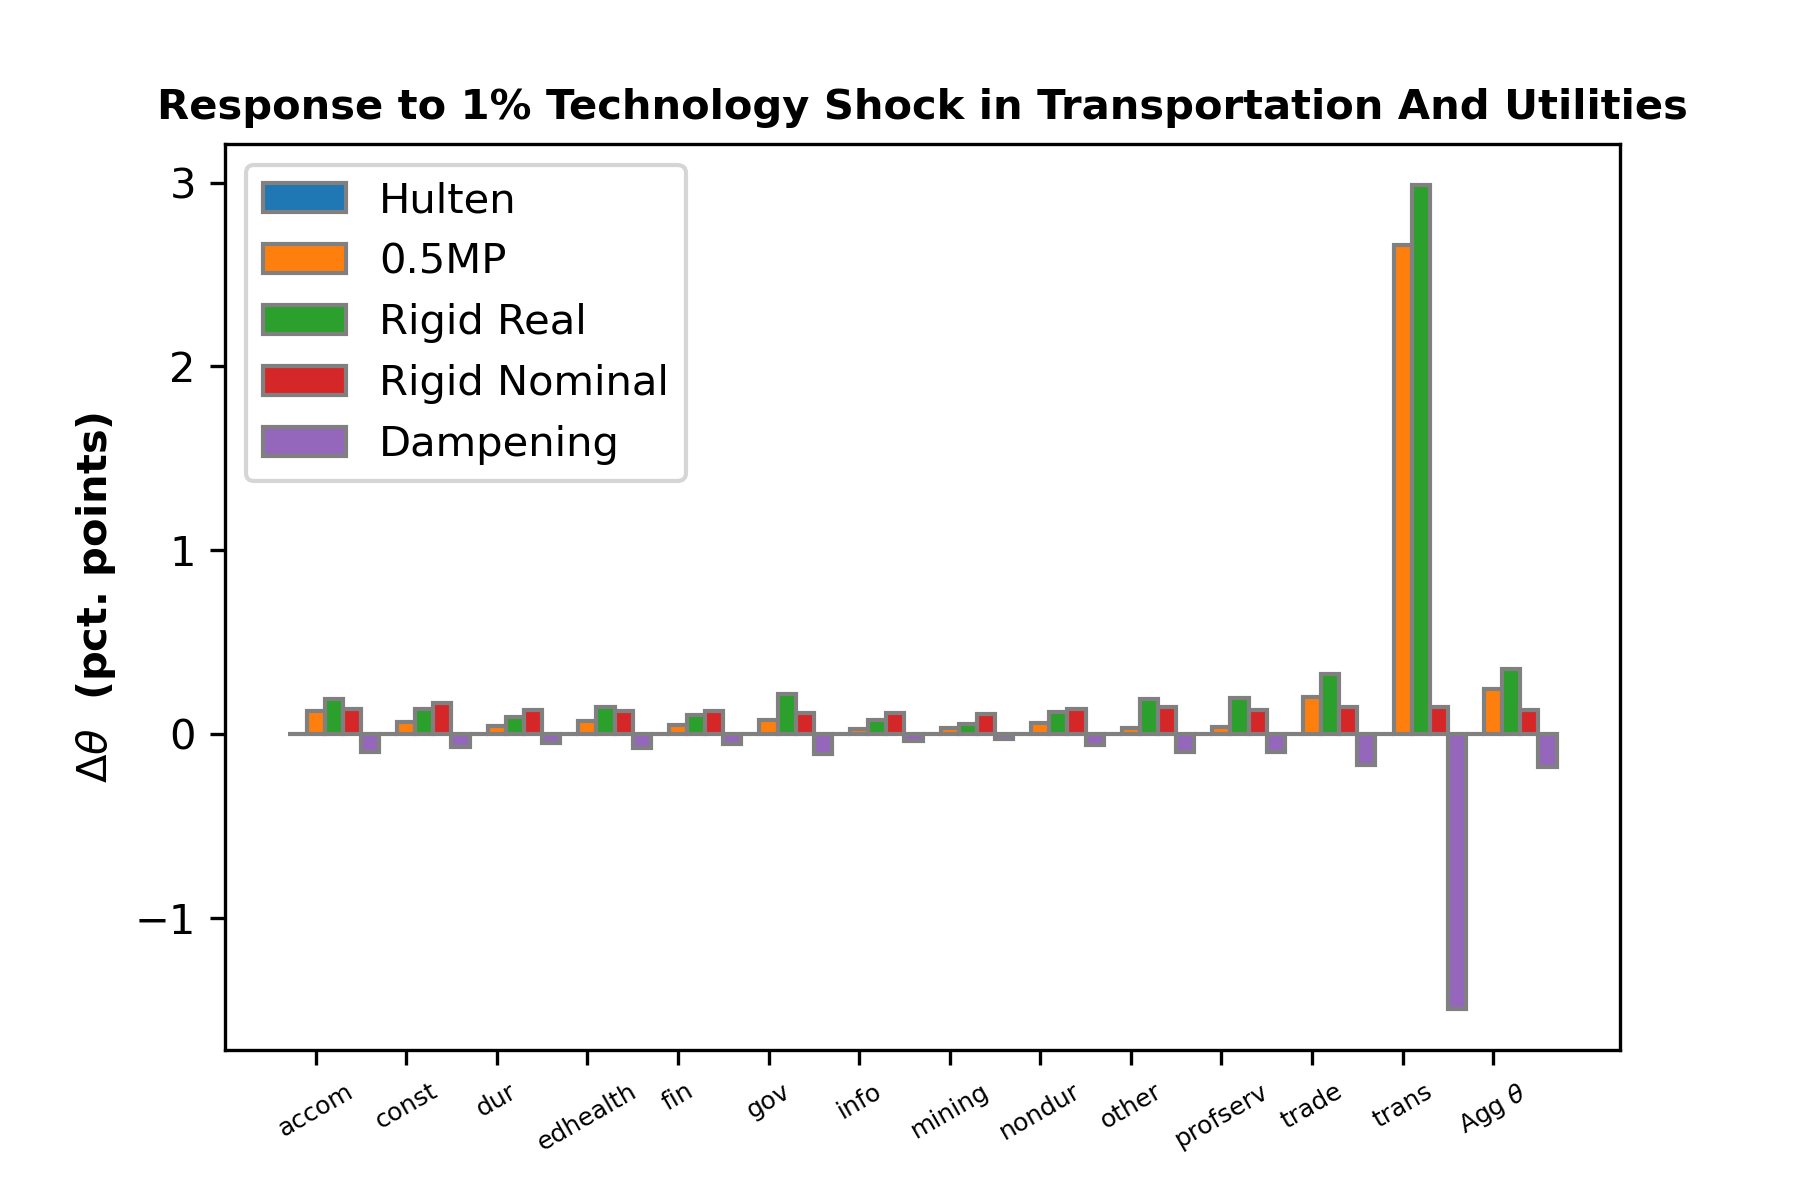 Response to 1% Technology Shock in Transportation And Utilities
Δθ (pct. points)
3
2
1
0
−1
Hulten
0.5MP
Rigid Real
Rigid Nominal
Dampening
accom
const
dur
edhealth
fin
gov
info
mining
nondur
other
profserv
trade
trans
Agg θ